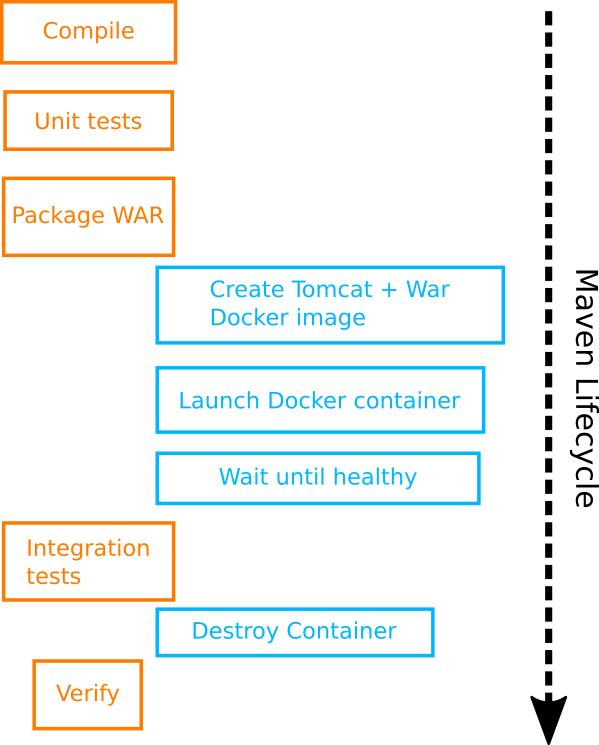 Compile
Unit tests
Package WAR
Create Tomcat + War
Docker image
Launch Docker container
Wait until healthy
Integration
tests
Destroy Container
Verify
Maven Lifecycle